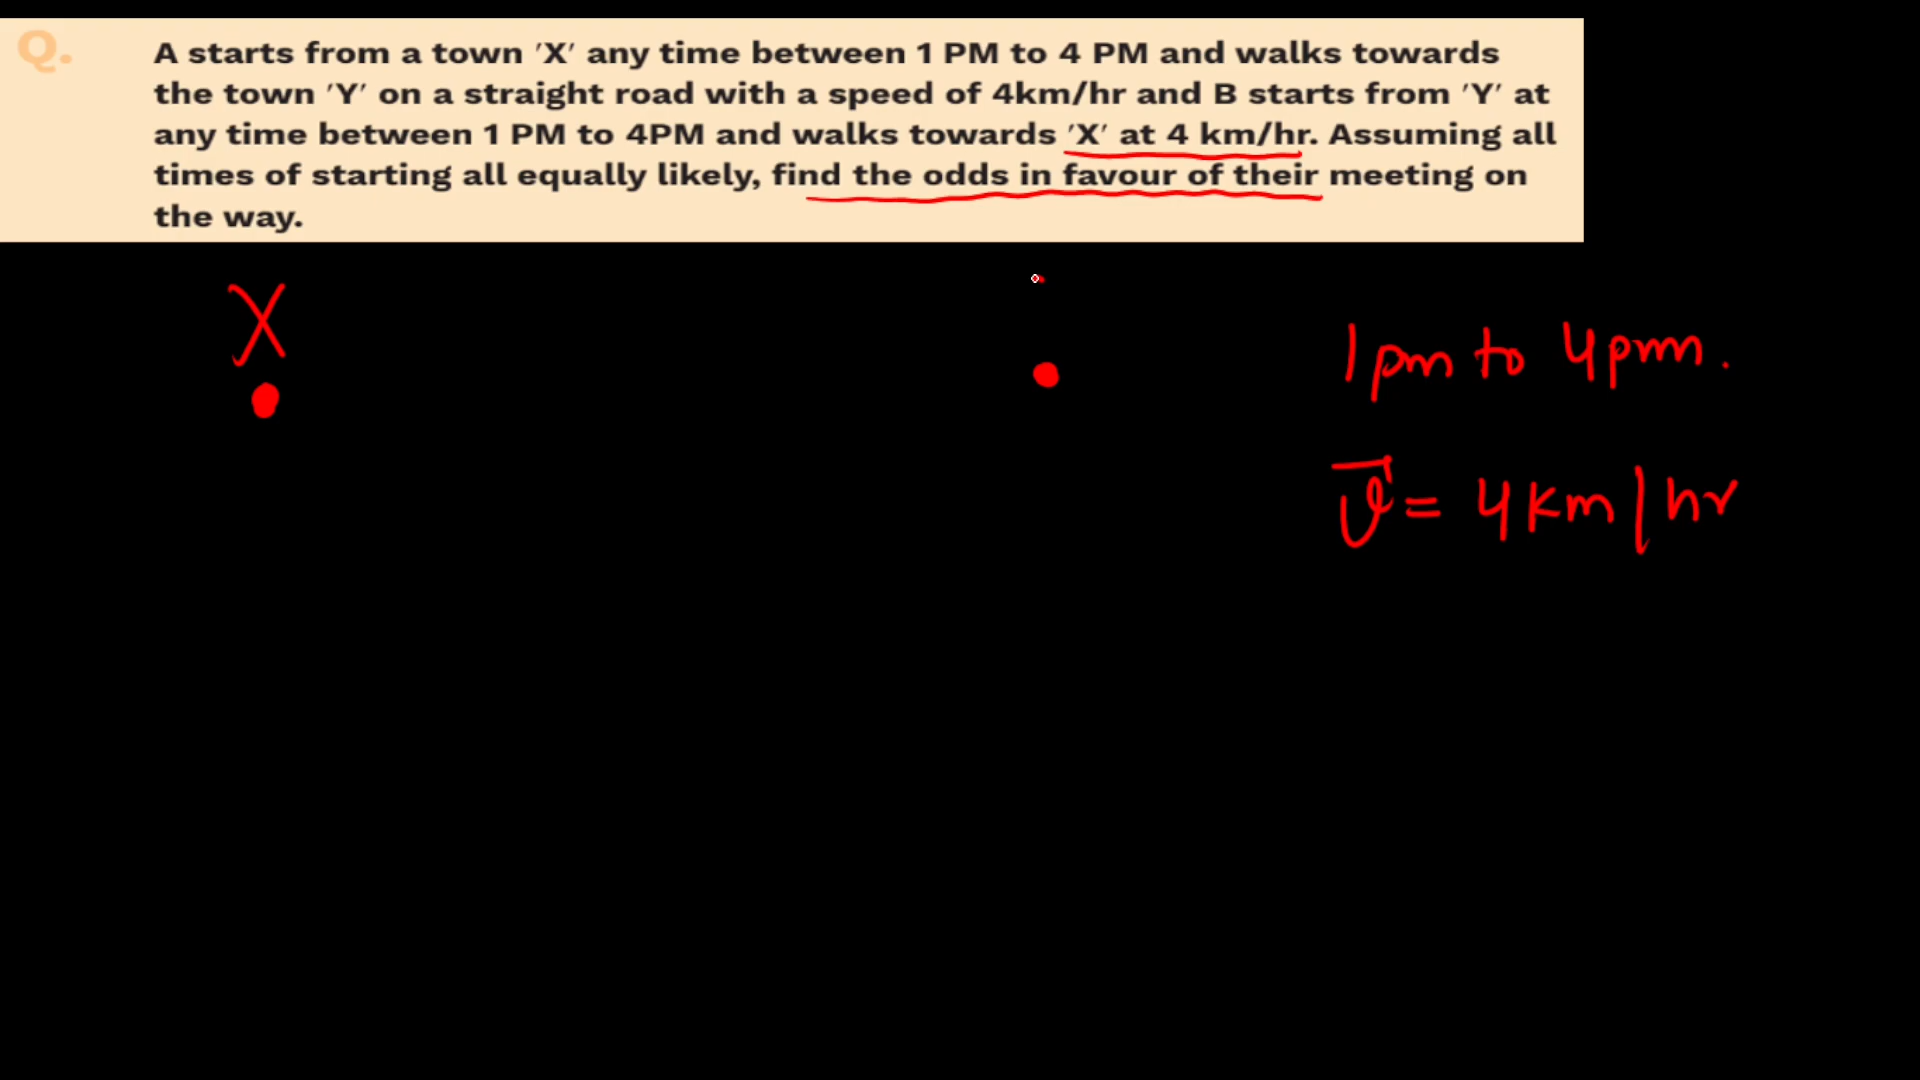 Q.
A starts from a town ′X′ any time between 1 PM to 4 PM and walks towards
the town ′Y′ on a straight road with a speed of 4km/hr and B starts from ′Y′ at
any time between 1 PM to 4PM and walks towards ′X′ at 4 km/hr. Assuming all
times of starting all equally likely, find the odds in favour of their meeting on
the way.
X
1pm to 4pm.
v = 4km/hr